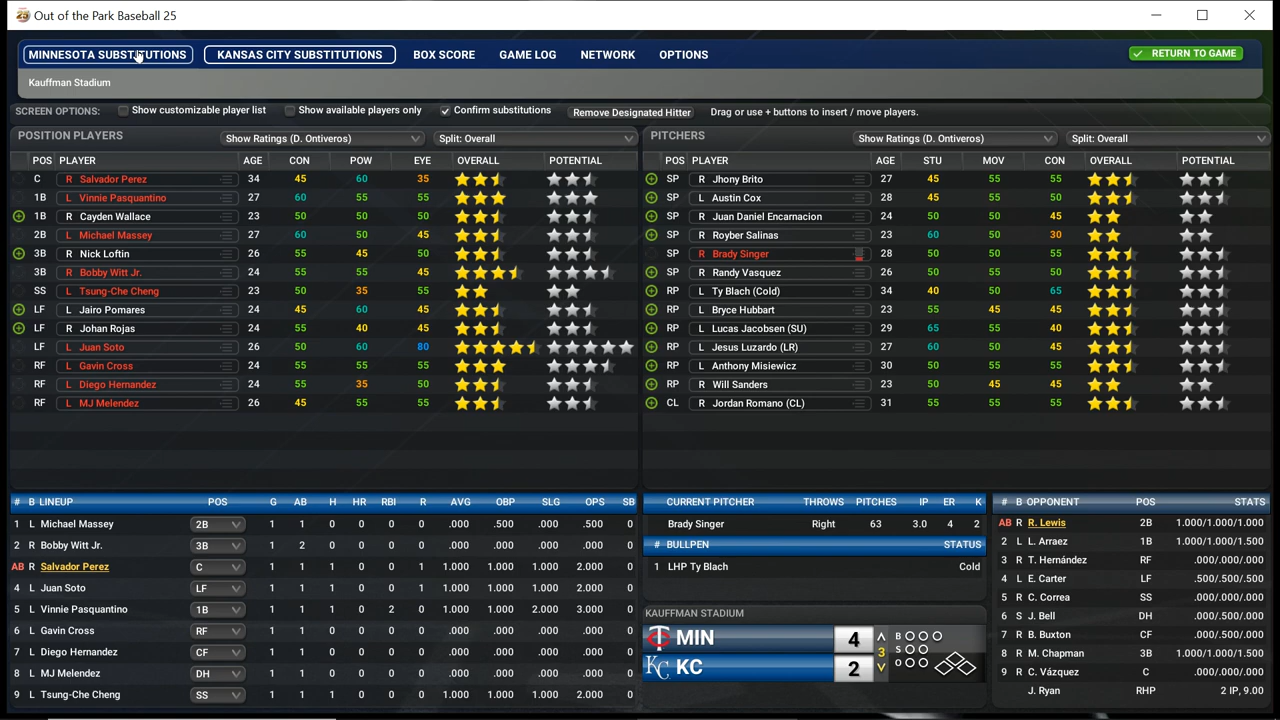 Out of the Park Baseball 25
MINNESOTA SUBSTITUTIONS KANSAS CITY SUBSTITUTIONS BOX SCORE GAME LOG NETWORK OPTIONS RETURN TO GAME
Kauffman Stadium
SCREEN OPTIONS: Show customizable player list Show available players only Confirm substitutions Remove Designated Hitter Drag or use + buttons to insert / move players.
POSITION PLAYERS Show Ratings (D. Ontiveros) Split: Overall
POS PLAYER AGE CON POW EYE OVERALL POTENTIAL
C R Salvador Perez 34 45 60 35
1B L Vinnie Pasquantino 27 60 55 55
1B R Cayden Wallace 23 50 50 50
2B L Michael Massey 27 60 50 45
3B R Nick Loftin 26 55 45 50
3B R Bobby Witt Jr. 24 55 55 45
SS L Tsung-Che Cheng 23 50 35 55
LF L Jairo Pomares 24 45 60 45
LF R Johan Rojas 24 55 40 45
LF L Juan Soto 26 50 60 80
RF L Gavin Cross 24 55 55 55
RF L Diego Hernandez 24 55 35 50
RF L MJ Melendez 26 45 55 55
PITCHERS Show Ratings (D. Ontiveros) Split: Overall
POS PLAYER AGE STU MOV CON OVERALL POTENTIAL
SP R Jhony Brito 27 45 55 55
SP L Austin Cox 28 45 55 50
SP R Juan Daniel Encarnacion 24 50 50 45
SP R Royber Salinas 23 60 50 30
SP R Brady Singer 28 50 55 55
SP R Randy Vasquez 26 50 55 50
RP L Ty Blach (Cold) 34 40 50 65
RP L Bryce Hubbart 23 55 45 45
RP L Lucas Jacobsen (SU) 29 65 55 40
RP L Jesus Luzardo (LR) 27 60 50 45
RP L Anthony Misiewicz 30 50 55 55
RP R Will Sanders 23 50 45 45
CL R Jordan Romano (CL) 31 55 55 55
# B LINEUP POS G AB H HR RBI R AVG OBP SLG OPS SB
1 L Michael Massey 2B 1 1 0 0 0 0 .000 .500 .000 .500 0
2 R Bobby Witt Jr. 3B 1 2 0 0 0 0 .000 .000 .000 .000 0
AB R Salvador Perez C 1 1 1 0 0 1 1.000 1.000 1.000 2.000 0
4 L Juan Soto LF 1 1 1 0 0 1 1.000 1.000 1.000 2.000 0
5 L Vinnie Pasquantino 1B 1 1 1 0 2 0 1.000 1.000 2.000 3.000 0
6 L Gavin Cross RF 1 1 0 0 0 0 .000 .000 .000 .000 0
7 L Diego Hernandez CF 1 1 0 0 0 0 .000 .000 .000 .000 0
8 L MJ Melendez DH 1 1 0 0 0 0 .000 .000 .000 .000 0
9 L Tsung-Che Cheng SS 1 1 1 0 0 0 1.000 1.000 1.000 2.000 0
CURRENT PITCHER THROWS PITCHES IP ER K
Brady Singer Right 63 3.0 4 2
# BULLPEN STATUS
1 LHP Ty Blach Cold
KAUFFMAN STADIUM
MIN 4
KC 2
3
B
S
O
# B OPPONENT POS STATS
AB R R. Lewis 2B 1.000/1.000/1.000
2 L L. Arraez 1B 1.000/1.000/1.500
3 R T. Hernández RF .000/.000/.000
4 L E. Carter LF .500/.500/.500
5 R C. Correa SS .000/.000/.000
6 S J. Bell DH .000/.500/.000
7 R B. Buxton CF .000/.500/.000
8 R M. Chapman 3B 1.000/1.000/1.500
9 R C. Vázquez C .000/.000/.000
J. Ryan RHP 2 IP, 9.00